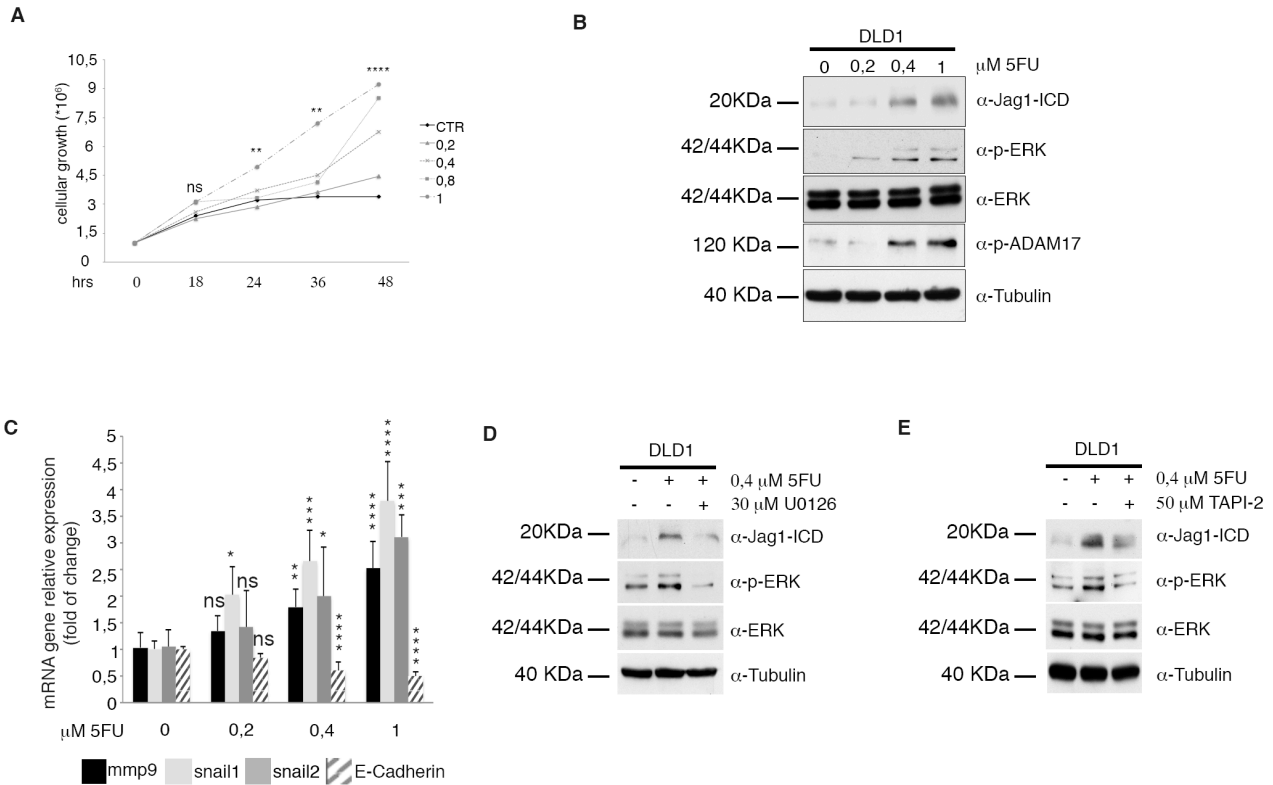 A
10,5
9
7,5
6
4,5
3
1,5
0
cellular growth (*10⁶)
ns
**
**
****
hrs 0 18 24 36 48
CTR
0,2
0,4
0,8
1
B
DLD1
0 0,2 0,4 1 μM 5FU
20KDa α-Jag1-ICD
42/44KDa α-p-ERK
42/44KDa α-ERK
120 KDa α-p-ADAM17
40 KDa α-Tubulin
C
mRNA gene relative expression
(fold of change)
5
4,5
4
3,5
3
2,5
2
1,5
1
0,5
0
ns * ns ns
** *** * ****
**** **** *** ****
μM 5FU 0 0,2 0,4 1
mmp9 snail1 snail2 E-Cadherin
D
DLD1
- + + 0,4 μM 5FU
- - + 30 μM U0126
20KDa α-Jag1-ICD
42/44KDa α-p-ERK
42/44KDa α-ERK
40 KDa α-Tubulin
E
DLD1
- + + 0,4 μM 5FU
- - + 50 μM TAPI-2
20KDa α-Jag1-ICD
42/44KDa α-p-ERK
42/44KDa α-ERK
40 KDa α-Tubulin